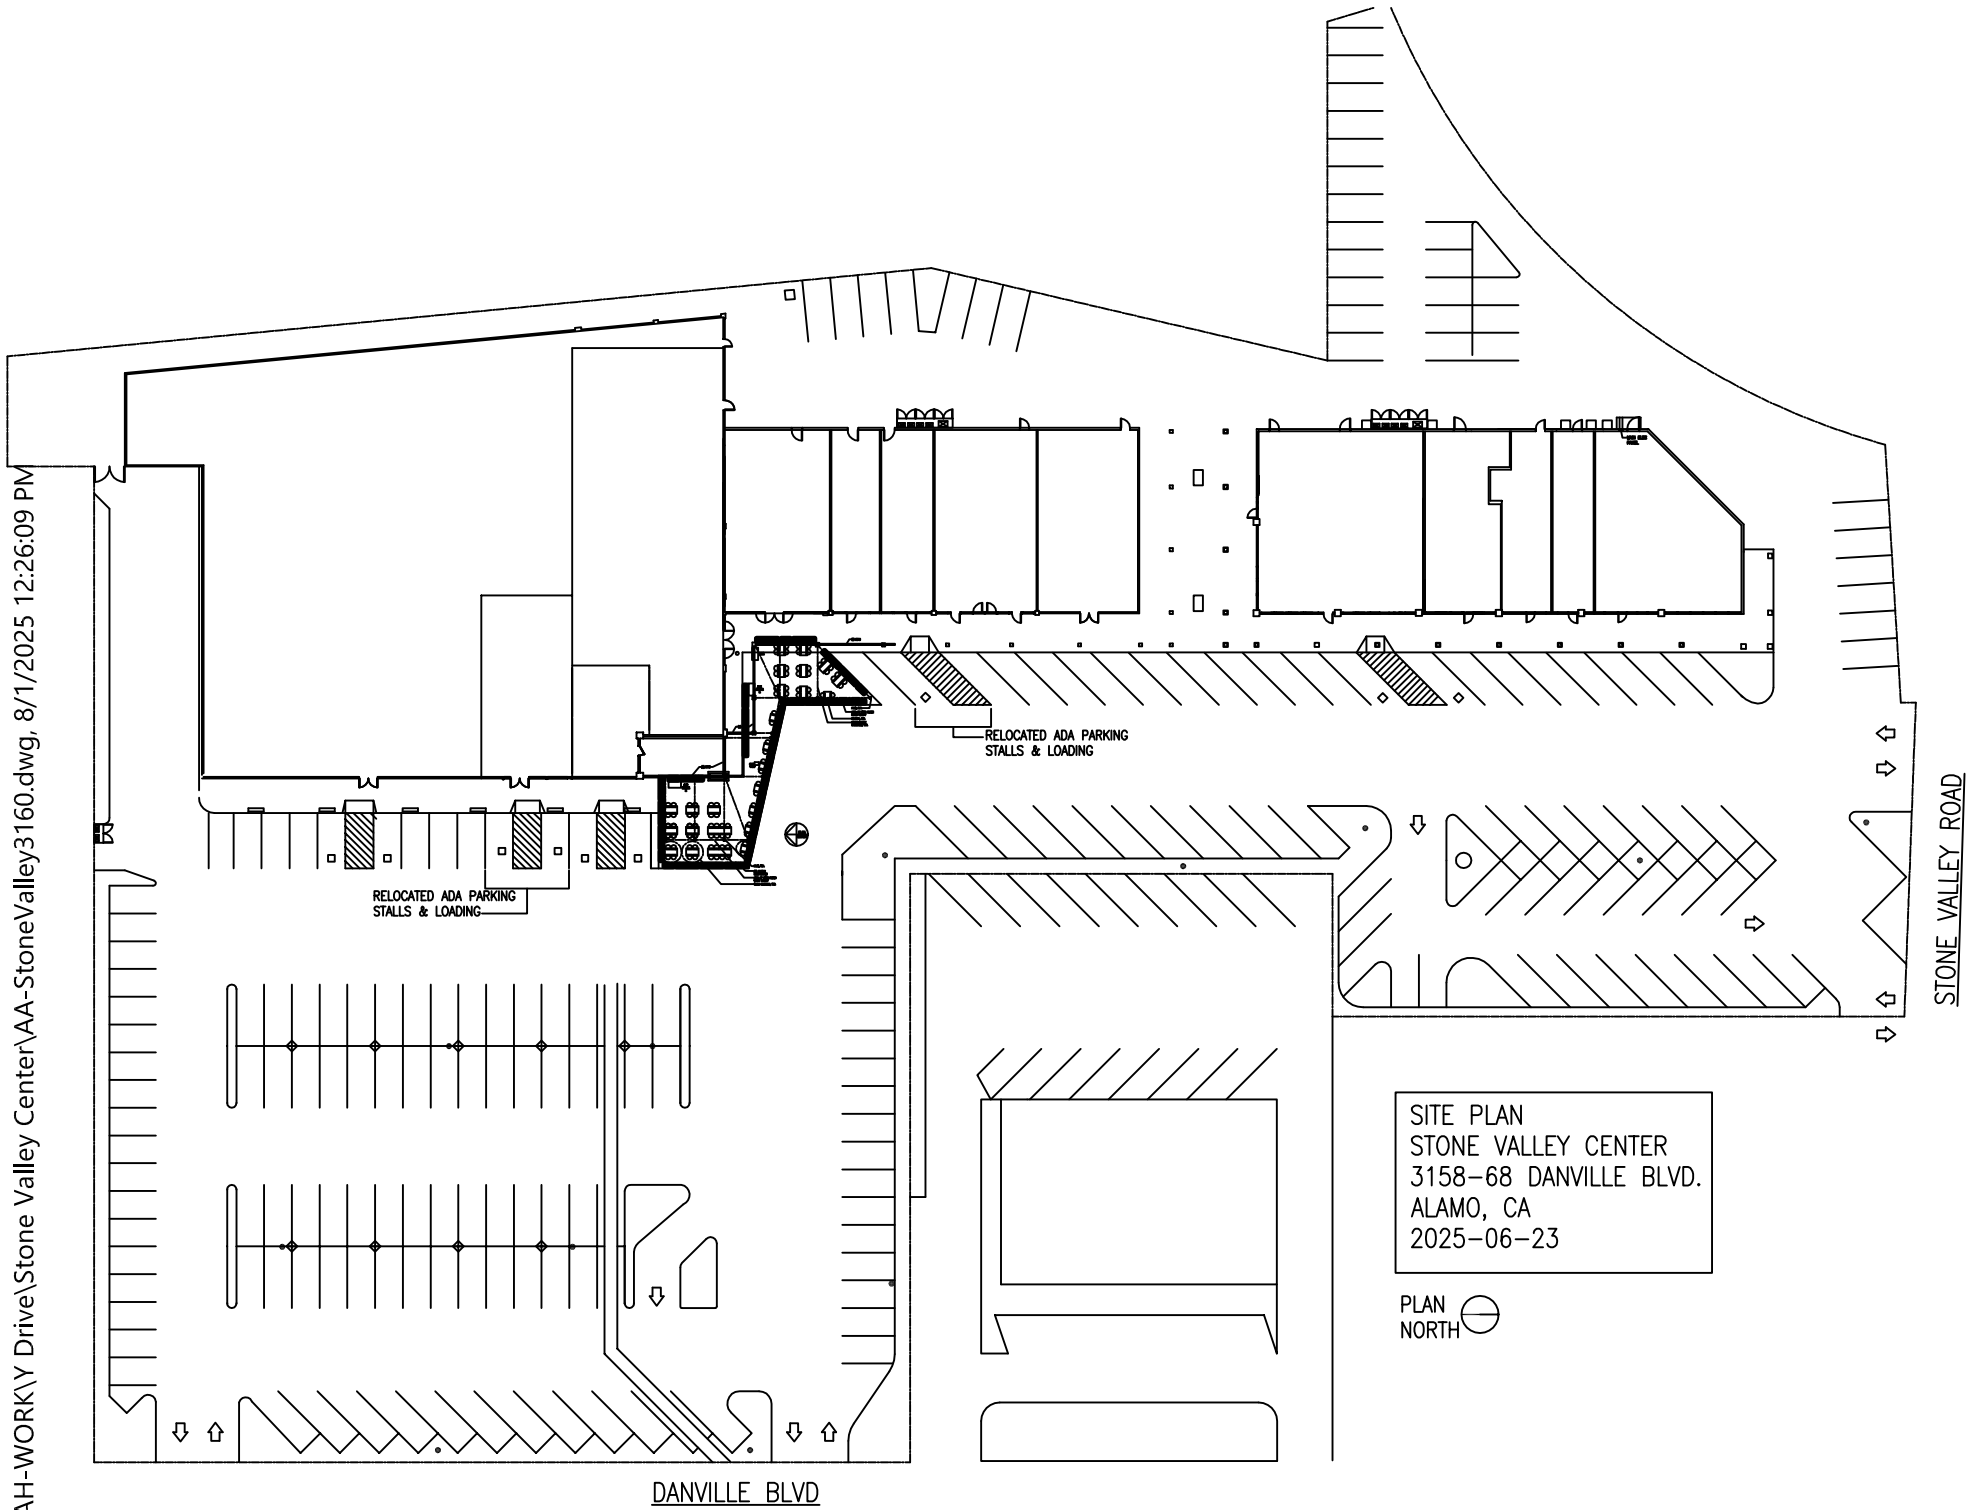 AH-WORK\Y Drive\Stone Valley Center\AA-StoneValley3160.dwg, 8/1/2025 12:26:09 PM
RELOCATED ADA PARKING
STALLS & LOADING
RELOCATED ADA PARKING
STALLS & LOADING
STONE VALLEY ROAD
SITE PLAN
STONE VALLEY CENTER
3158-68 DANVILLE BLVD.
ALAMO, CA
2025-06-23
PLAN
NORTH
DANVILLE BLVD